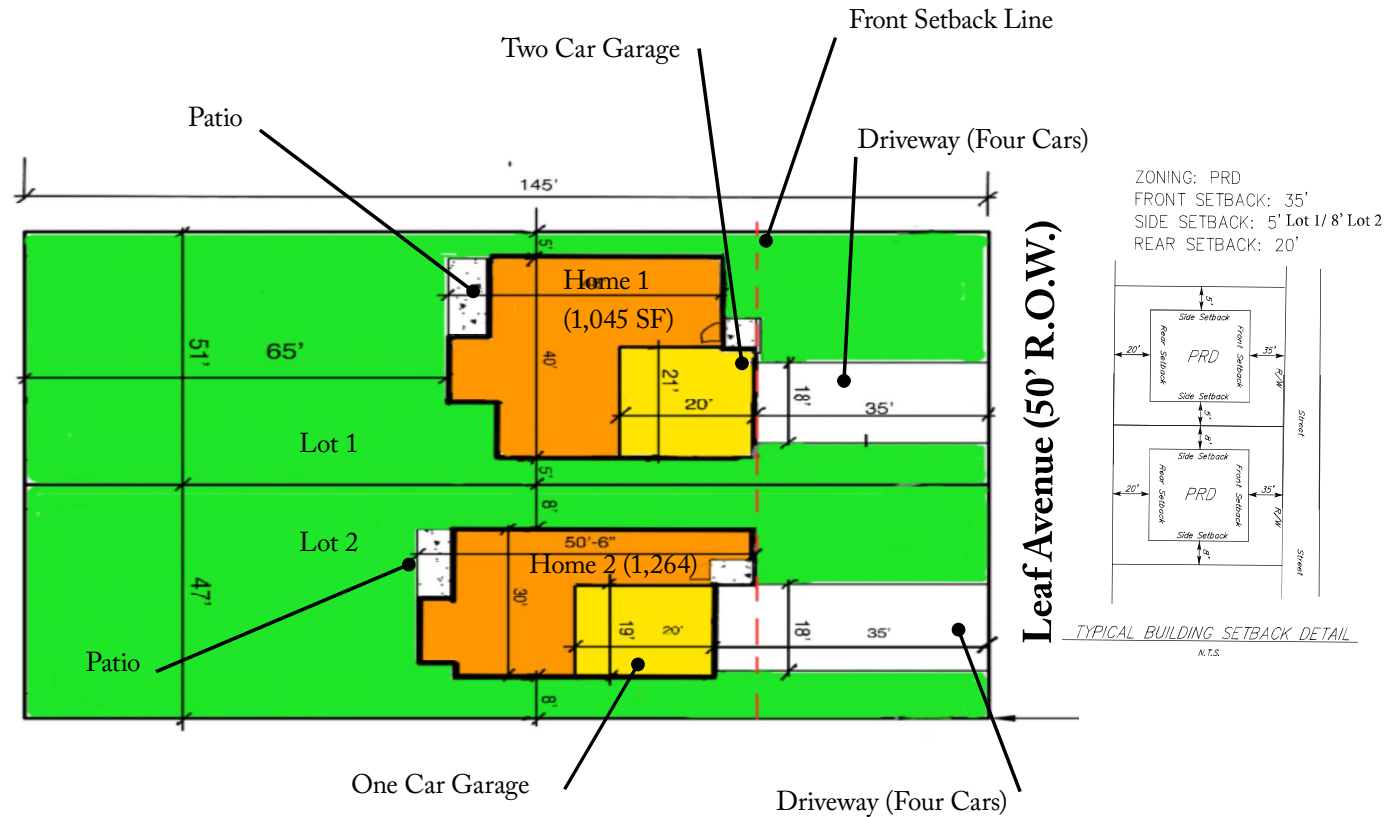 Front Setback Line
Two Car Garage
Patio
Driveway (Four Cars)
145'
ZONING: PRD
FRONT SETBACK: 35'
SIDE SETBACK: 5' Lot 1/ 8' Lot 2
REAR SETBACK: 20'
5'
Home 1
(1,045 SF)
51'
65'
40'
21'
20'
18'
35'
Lot 1
5'
8'
Lot 2
50'-6"
Home 2 (1,264)
47'
30'
19'
20'
18'
35'
8'
Patio
One Car Garage
Driveway (Four Cars)
Leaf Avenue (50' R.O.W.)
5'
Side Setback
20'
Rear Setback
PRD
Front Setback
35'
R/W
Side Setback
5'
Street
8'
Side Setback
20'
Rear Setback
PRD
Front Setback
35'
R/W
Side Setback
8'
Street
TYPICAL BUILDING SETBACK DETAIL
N.T.S.